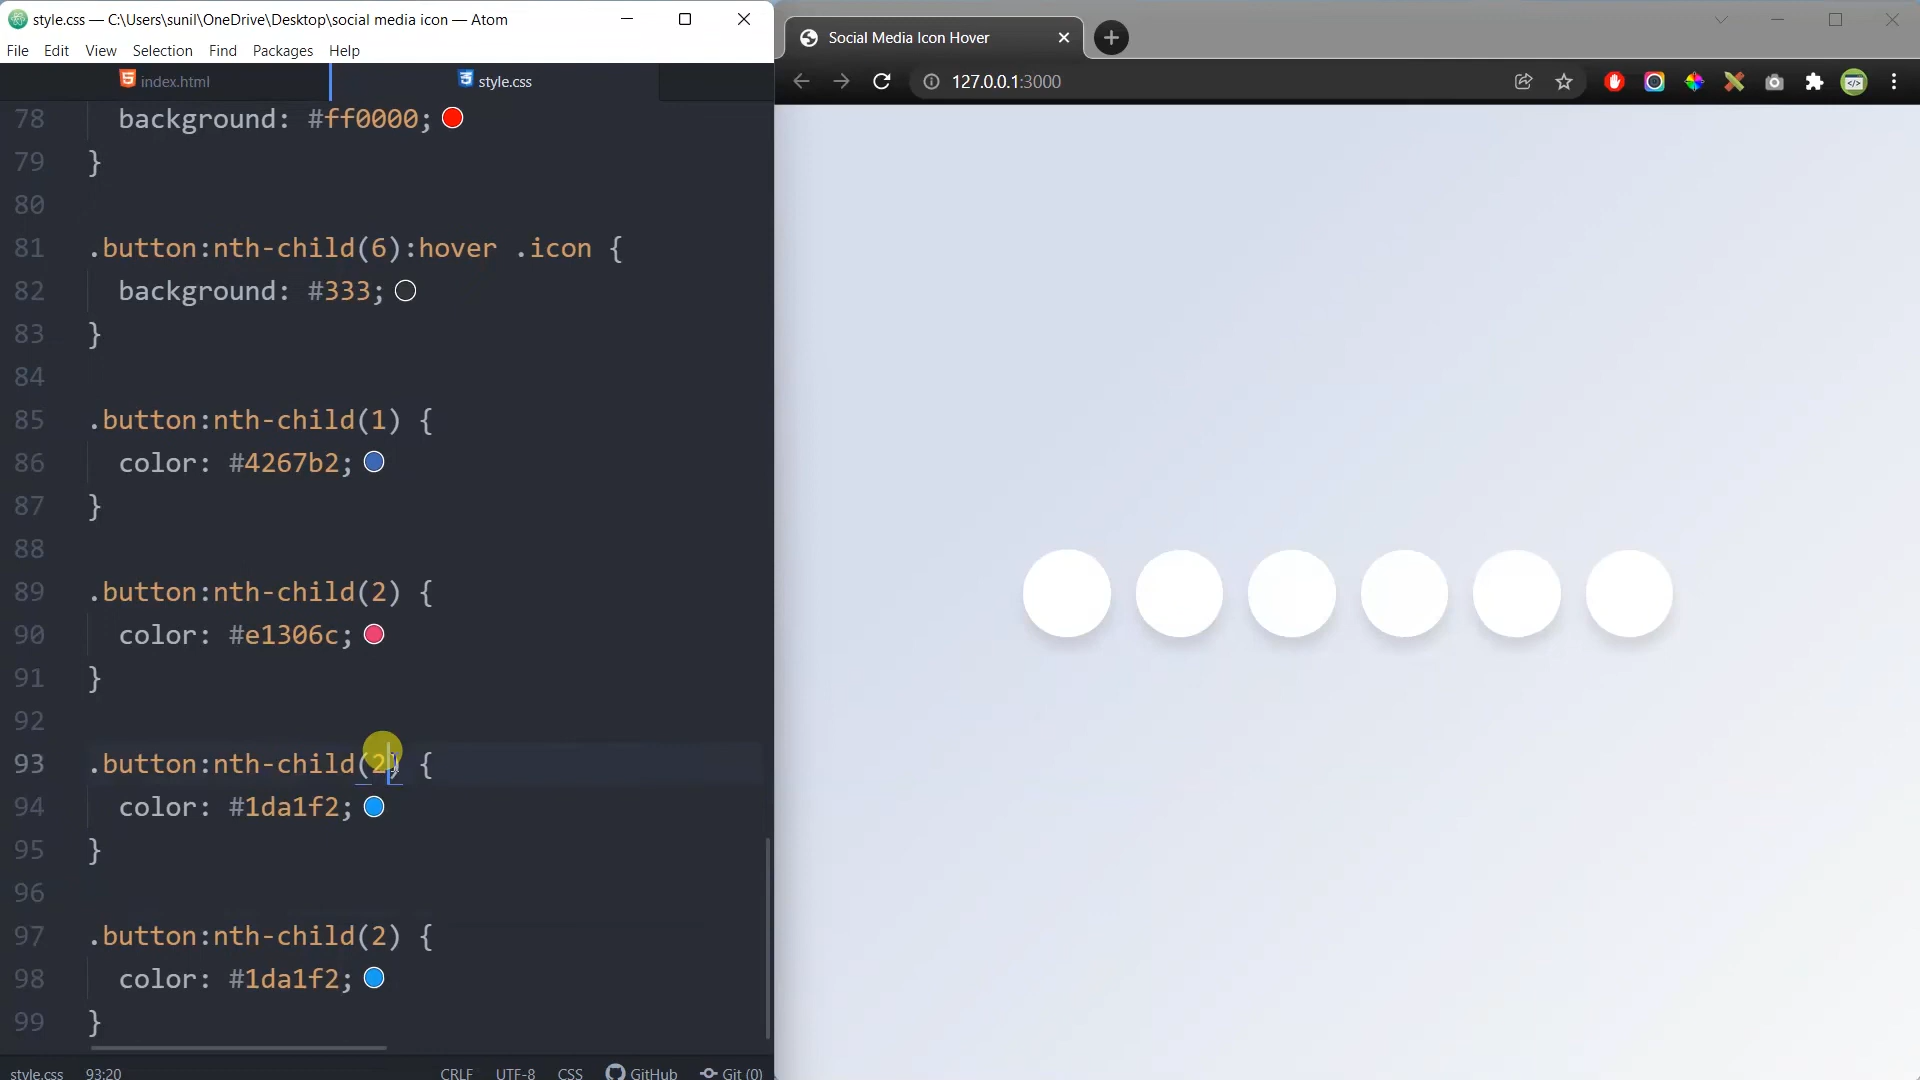 style.css — C:\Users\sunil\OneDrive\Desktop\social media icon — Atom
File Edit View Selection Find Packages Help
index.html style.css
78 background: #ff0000;
79 }
80
81 .button:nth-child(6):hover .icon {
82 background: #333;
83 }
84
85 .button:nth-child(1) {
86 color: #4267b2;
87 }
88
89 .button:nth-child(2) {
90 color: #e1306c;
91 }
92
93 .button:nth-child(2) {
94 color: #1da1f2;
95 }
96
97 .button:nth-child(2) {
98 color: #1da1f2;
99 }
style.css 93:20 CRLF UTF-8 CSS GitHub Git (0)
Social Media Icon Hover
127.0.0.1:3000